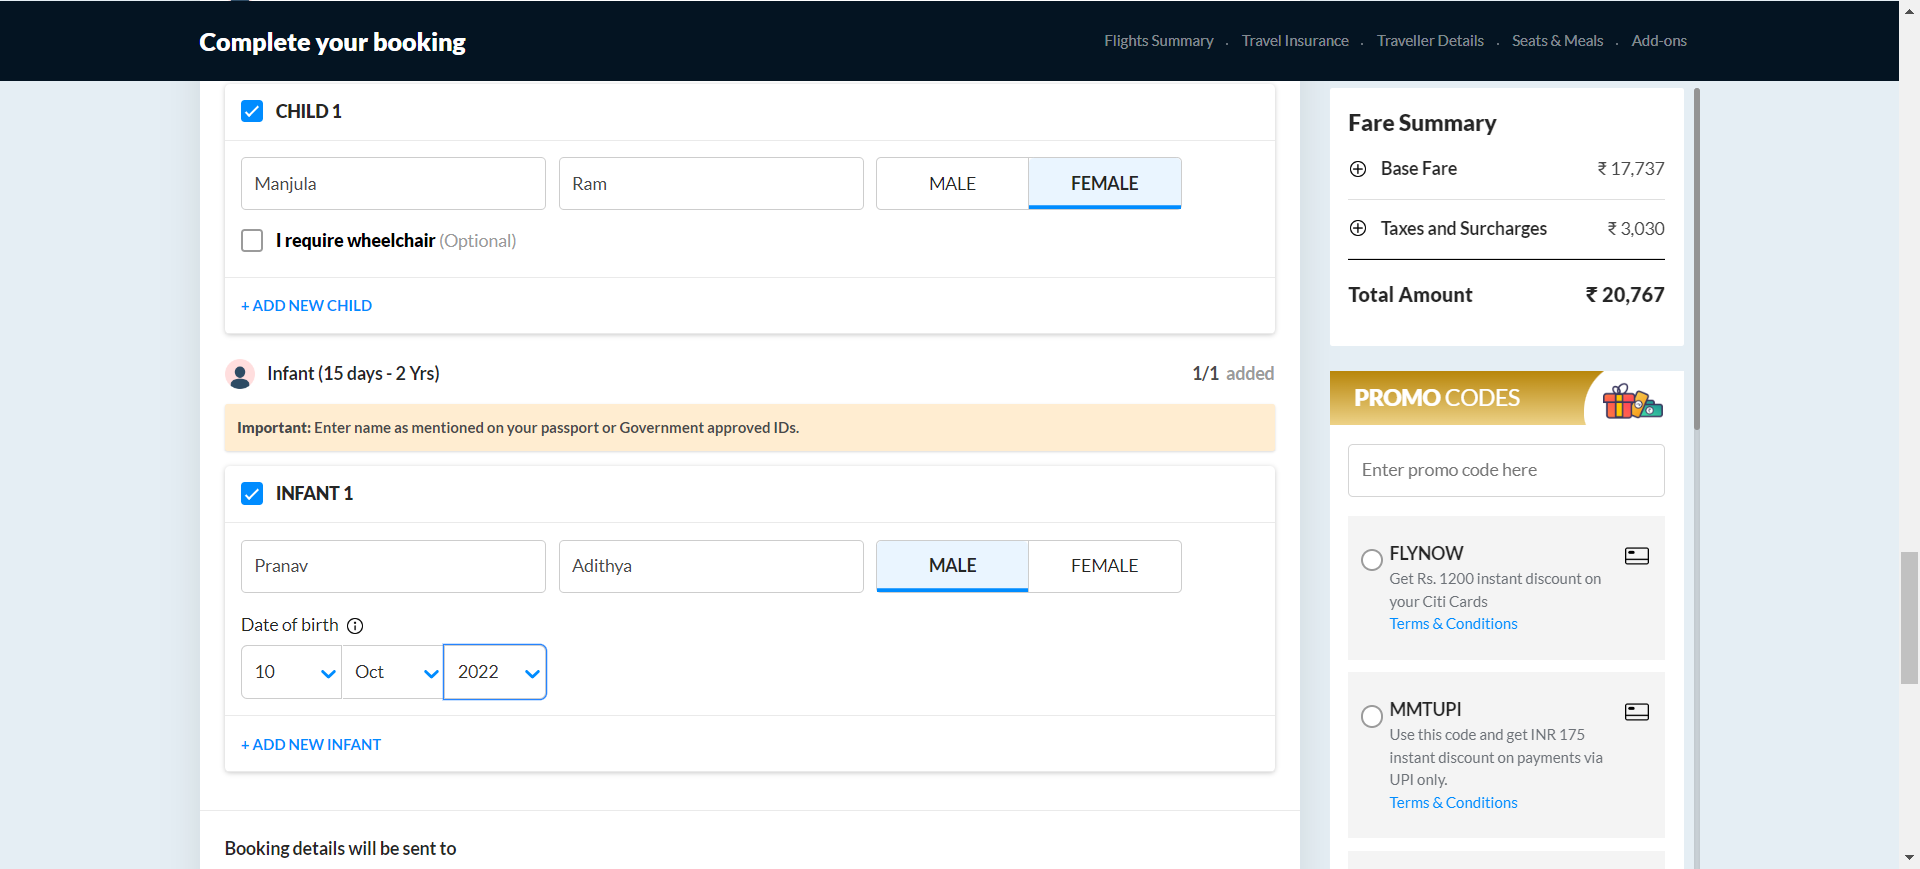 Complete your booking
Flights Summary . Travel Insurance . Traveller Details . Seats & Meals . Add-ons
CHILD 1
Manjula Ram MALE FEMALE
I require wheelchair (Optional)
+ ADD NEW CHILD
Infant (15 days - 2 Yrs) 1/1 added
Important: Enter name as mentioned on your passport or Government approved IDs.
INFANT 1
Pranav Adithya MALE FEMALE
Date of birth
10 Oct 2022
+ ADD NEW INFANT
Booking details will be sent to
Fare Summary
Base Fare ₹ 17,737
Taxes and Surcharges ₹ 3,030
Total Amount ₹ 20,767
PROMO CODES
Enter promo code here
FLYNOW
Get Rs. 1200 instant discount on
your Citi Cards
Terms & Conditions
MMTUPI
Use this code and get INR 175
instant discount on payments via
UPI only.
Terms & Conditions